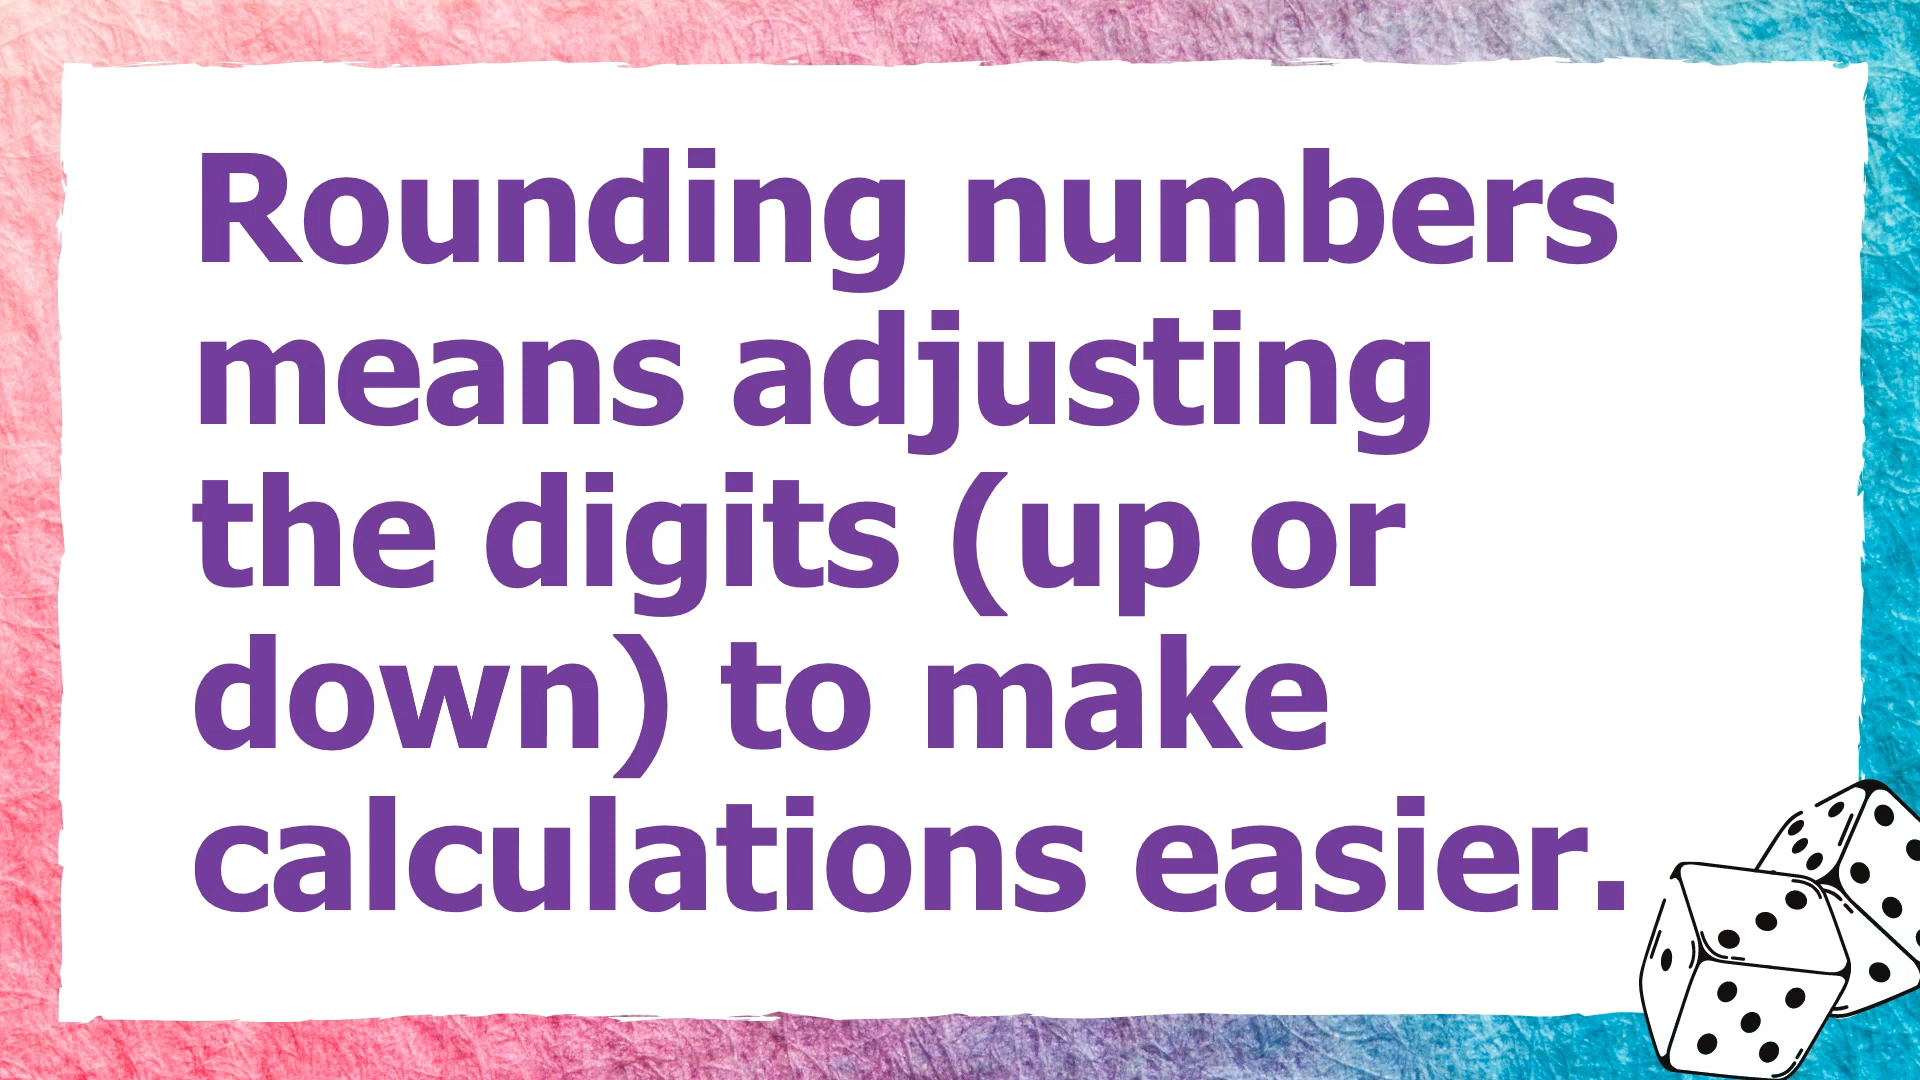 Rounding numbers
means adjusting
the digits (up or
down) to make
calculations easier.